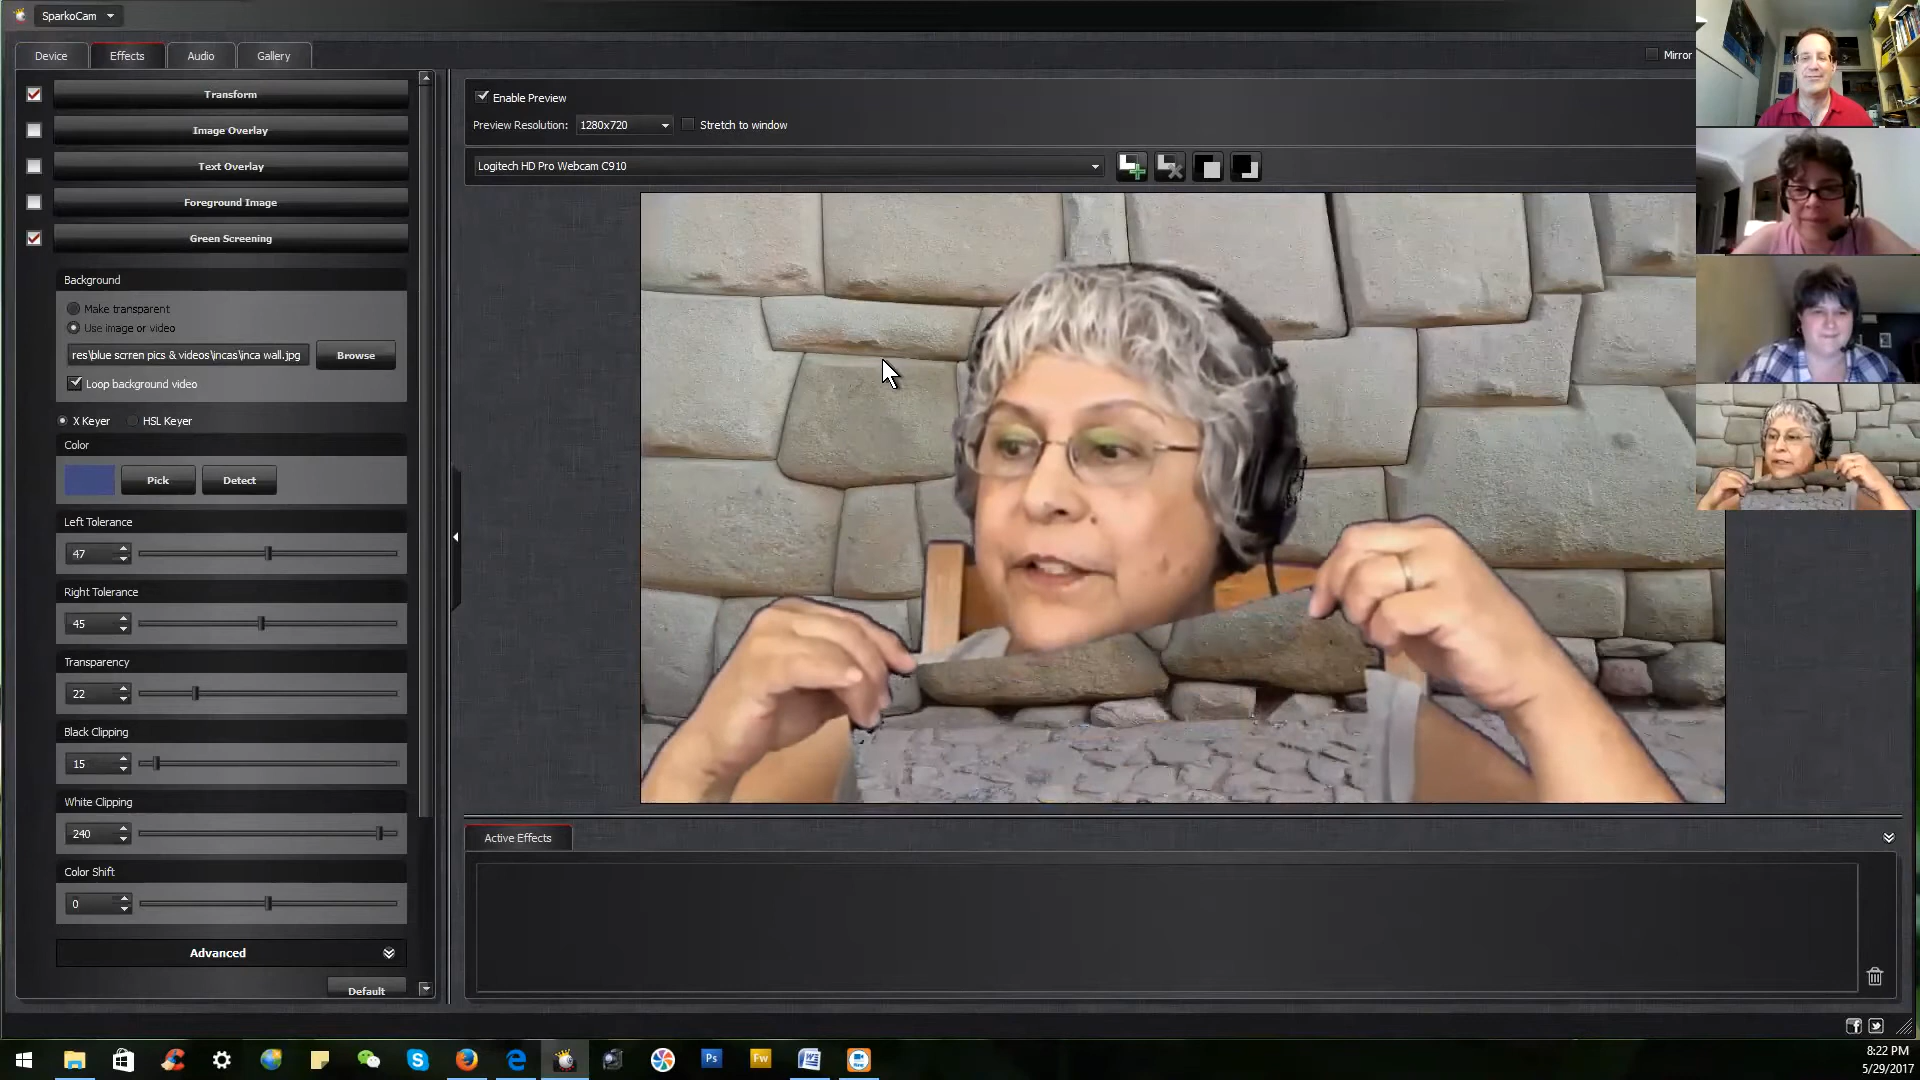 SparkoCam
Device
Effects
Audio
Gallery
Mirror
Transform
Image Overlay
Text Overlay
Foreground Image
Green Screening
Background
Make transparent
Use image or video
res\blue scrren pics & videos\incas\inca wall.jpg
Browse
Loop background video
X Keyer
HSL Keyer
Color
Pick
Detect
Left Tolerance
47
Right Tolerance
45
Transparency
22
Black Clipping
15
White Clipping
240
Color Shift
0
Advanced
Default
Enable Preview
Preview Resolution: 1280x720
Stretch to window
Logitech HD Pro Webcam C910
Active Effects
Ps
Fw
8:22 PM
5/29/2017